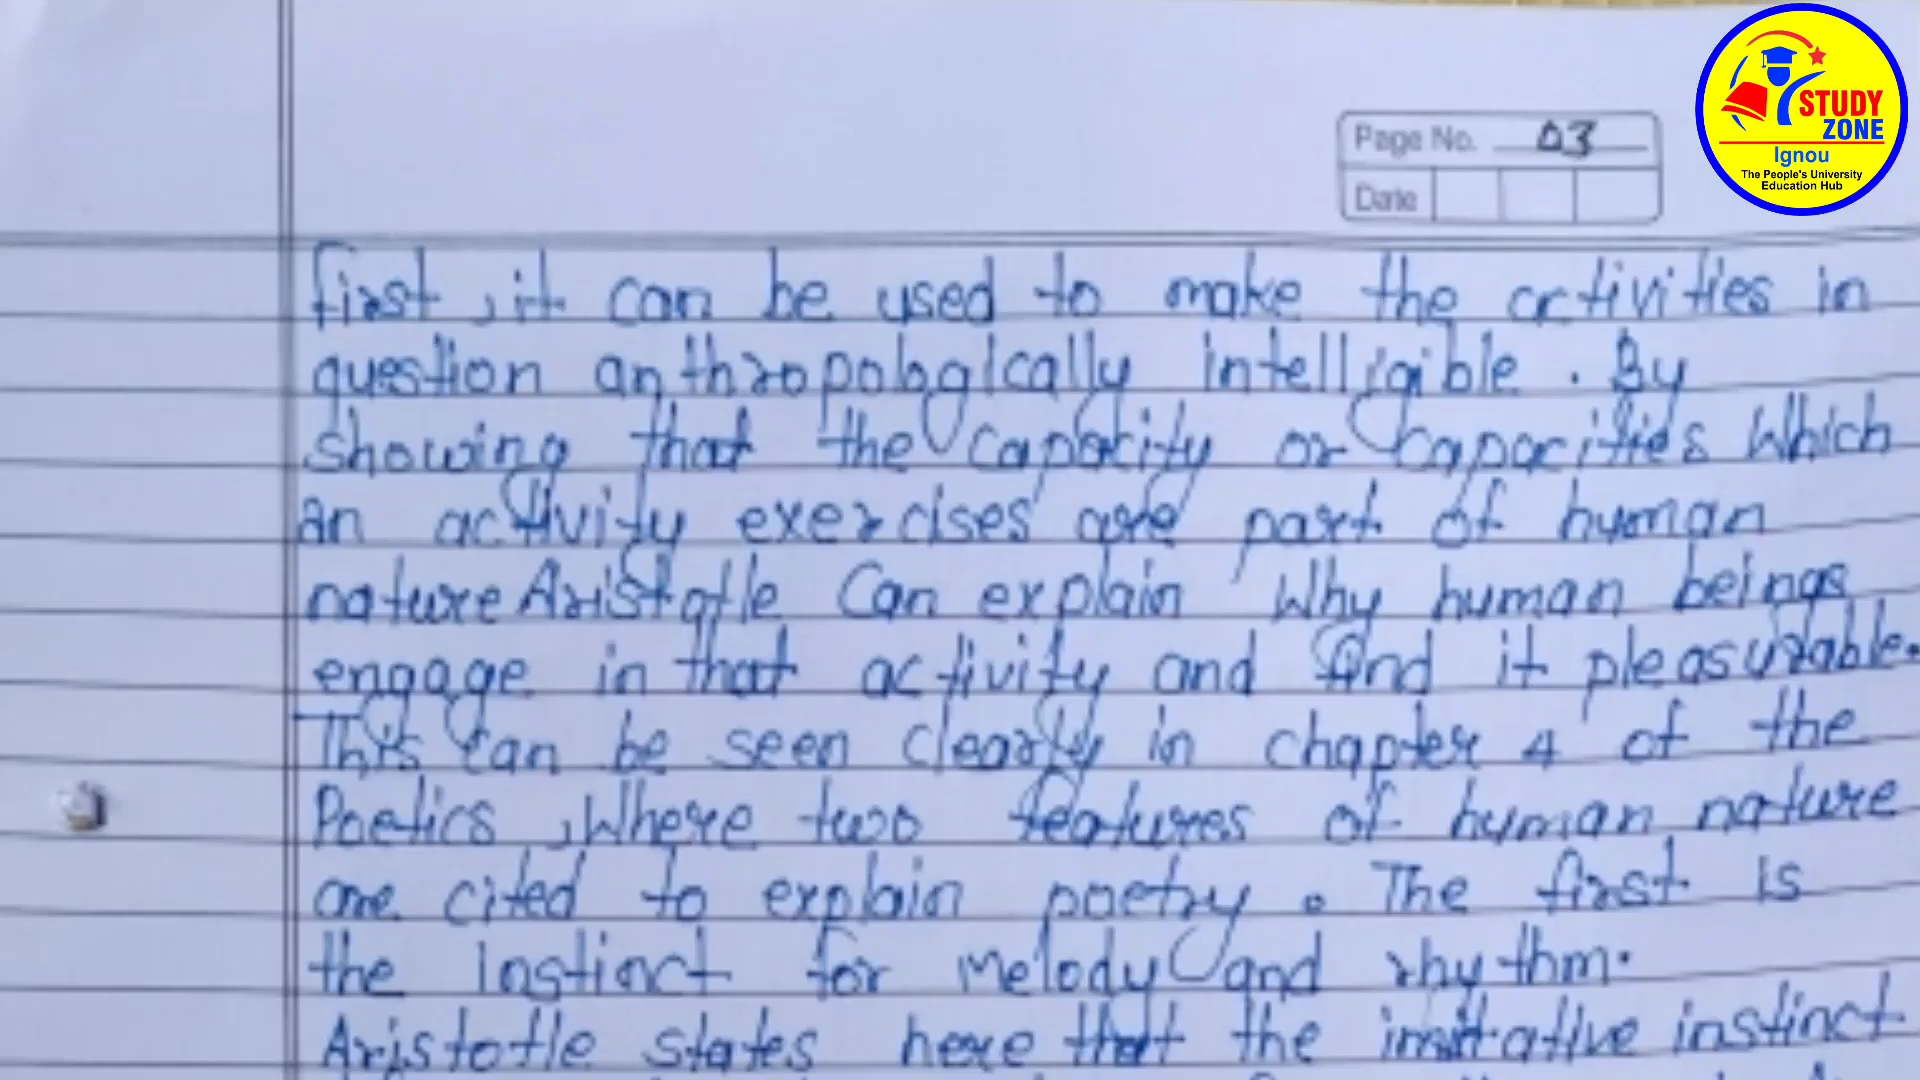 STUDY
ZONE
Ignou
The People's University
Education Hub
Page No. 03
Date
first, it can be used to make the activities in
question anthropologically intelligible. By
showing that the capacity or capacities which
an activity exercises are part of human
nature Aristotle can explain why human beings
engage in that activity and find it pleasurable.
This can be seen clearly in chapter 4 of the
Poetics, Where two features of human nature
are cited to explain poetry. The first is
the instinct for Melody and rhythm.
Aristotle states here that the imitative instinct